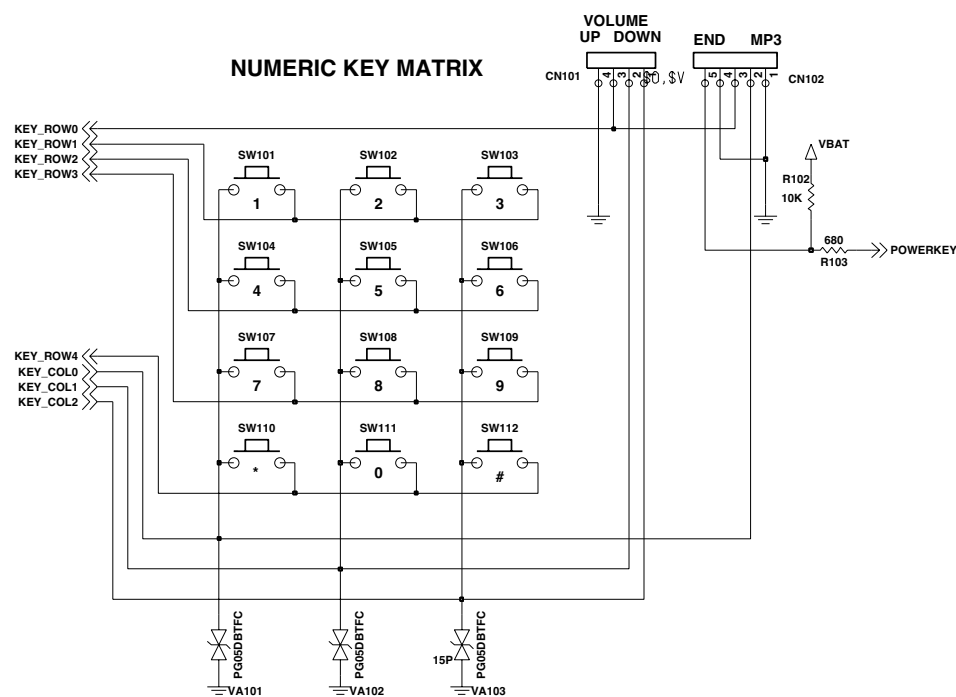 VOLUME
UP DOWN
END MP3
NUMERIC KEY MATRIX
CN101
4
3
2
1
$O,$V
5
4
3
2
1
CN102
KEY_ROW0
KEY_ROW1
KEY_ROW2
KEY_ROW3
VBAT
R102
10K
680
R103
POWERKEY
SW101
SW102
SW103
1
2
3
SW104
SW105
SW106
4
5
6
KEY_ROW4
KEY_COL0
KEY_COL1
KEY_COL2
SW107
SW108
SW109
7
8
9
SW110
SW111
SW112
*
0
#
PG05DBTFC
PG05DBTFC
15P
PG05DBTFC
VA101
VA102
VA103